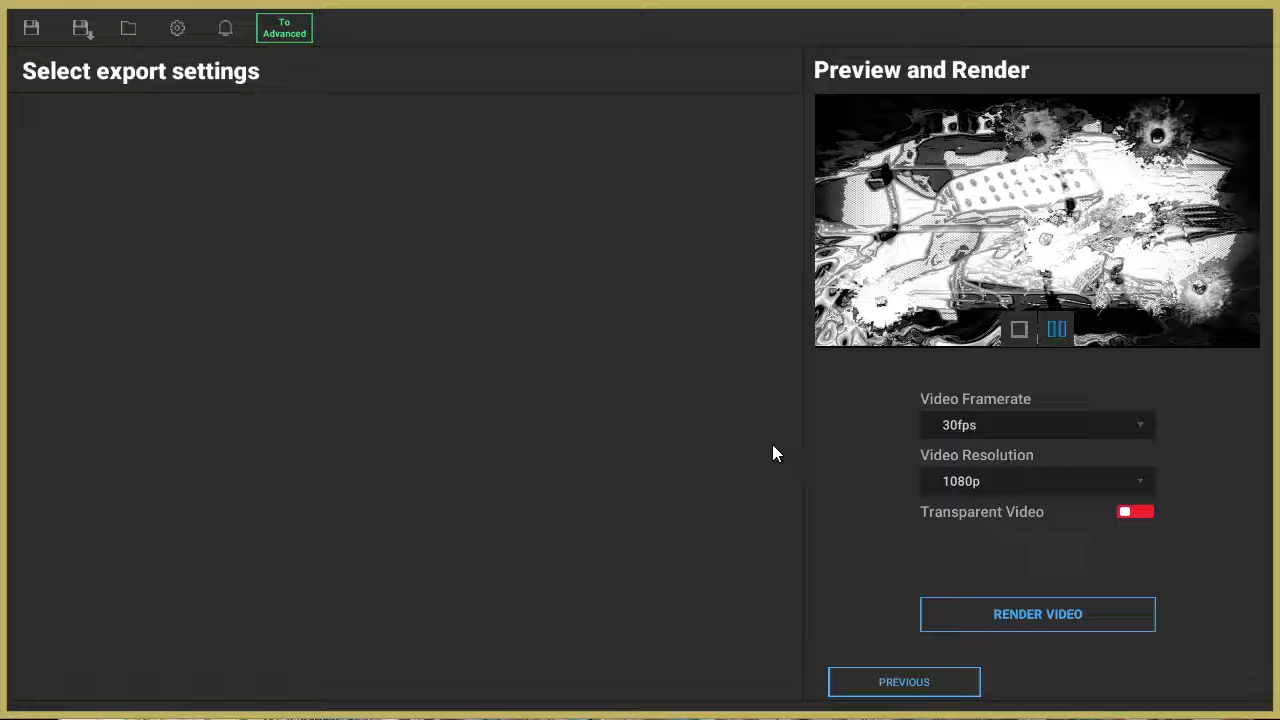 To
Advanced
Select export settings
Preview and Render
Video Framerate
30fps
Video Resolution
1080p
Transparent Video
RENDER VIDEO
PREVIOUS